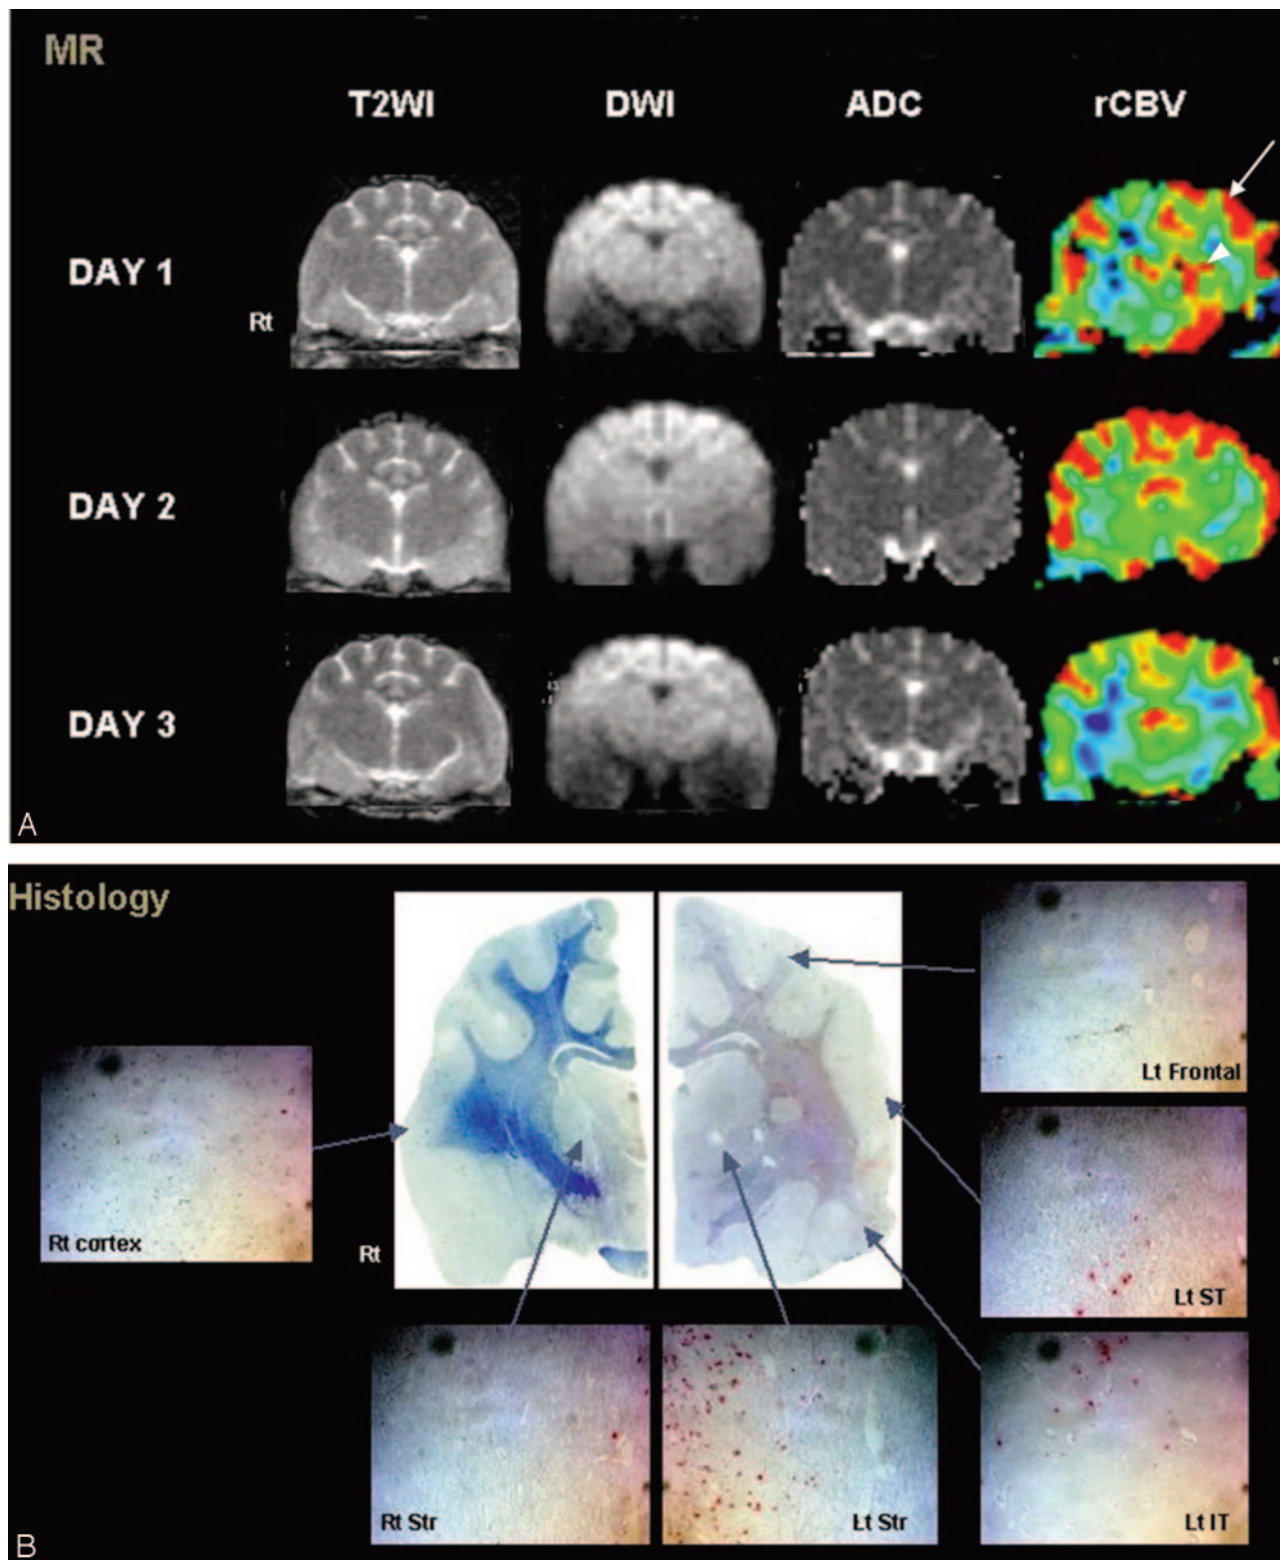 MR
T2WI DWI ADC rCBV
DAY 1
Rt
DAY 2
DAY 3
A
Histology
Lt Frontal
Rt cortex
Lt ST
Rt
Rt Str
Lt Str
Lt IT
B